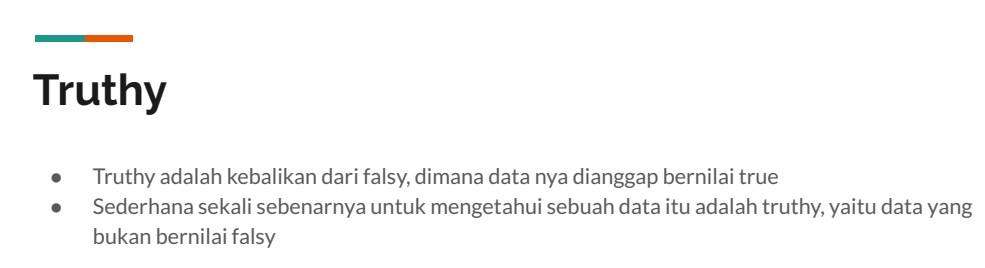 Truthy
● Truthy adalah kebalikan dari falsy, dimana data nya dianggap bernilai true
● Sederhana sekali sebenarnya untuk mengetahui sebuah data itu adalah truthy, yaitu data yang
bukan bernilai falsy